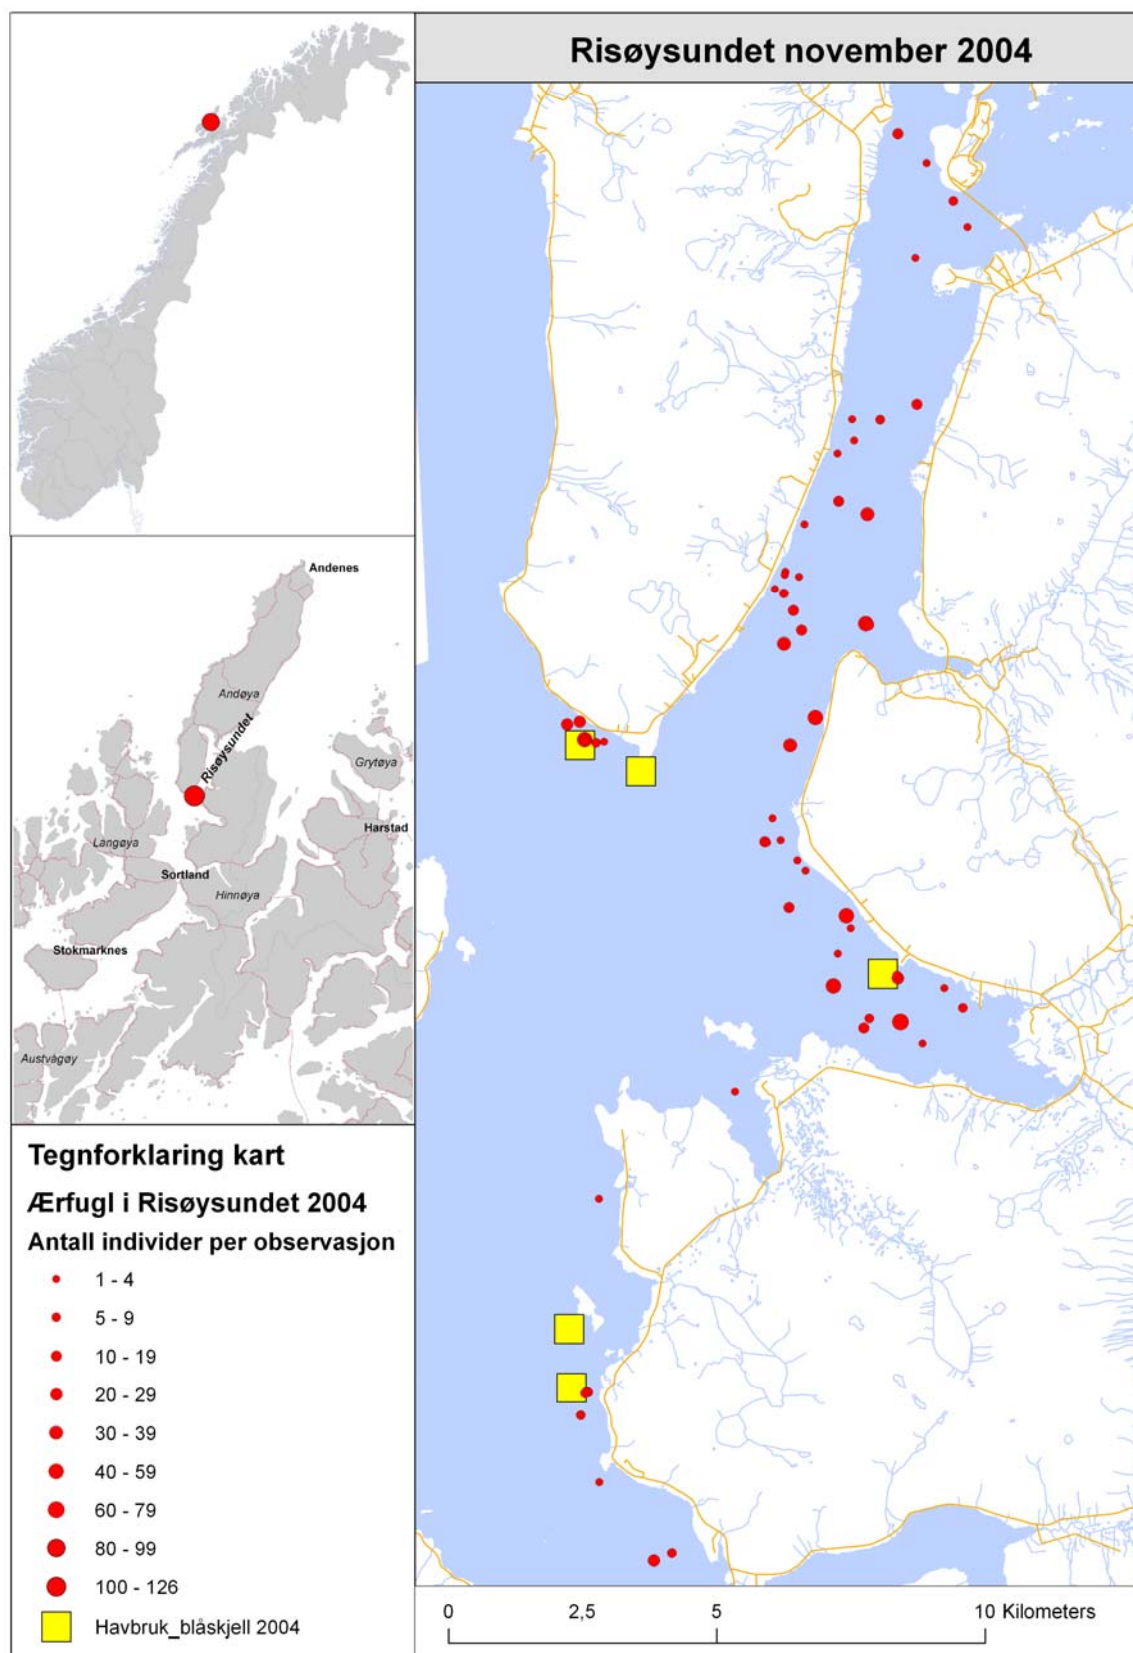 Risøysundet november 2004
Andenes
Andøya
Risøysundet
Grytøya
Harstad
Langøya
Sortland
Hinnøya
Stokmarknes
Austvågøy
Tegnforklaring kart
Ærfugl i Risøysundet 2004
Antall individer per observasjon
1 - 4
5 - 9
10 - 19
20 - 29
30 - 39
40 - 59
60 - 79
80 - 99
100 - 126
Havbruk_blåskjell 2004
0 2,5 5 10 Kilometers